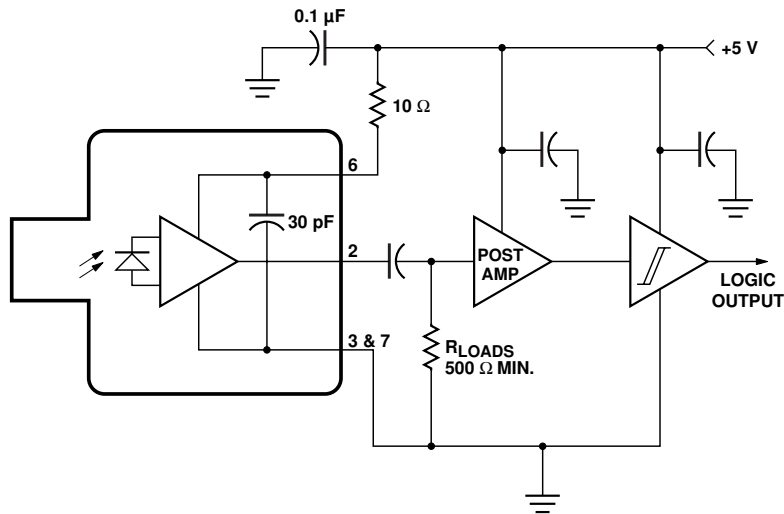 0.1 µF
+5 V
10 Ω
6
30 pF
2
POST
AMP
LOGIC
OUTPUT
3 & 7
RLOADS
500 Ω MIN.